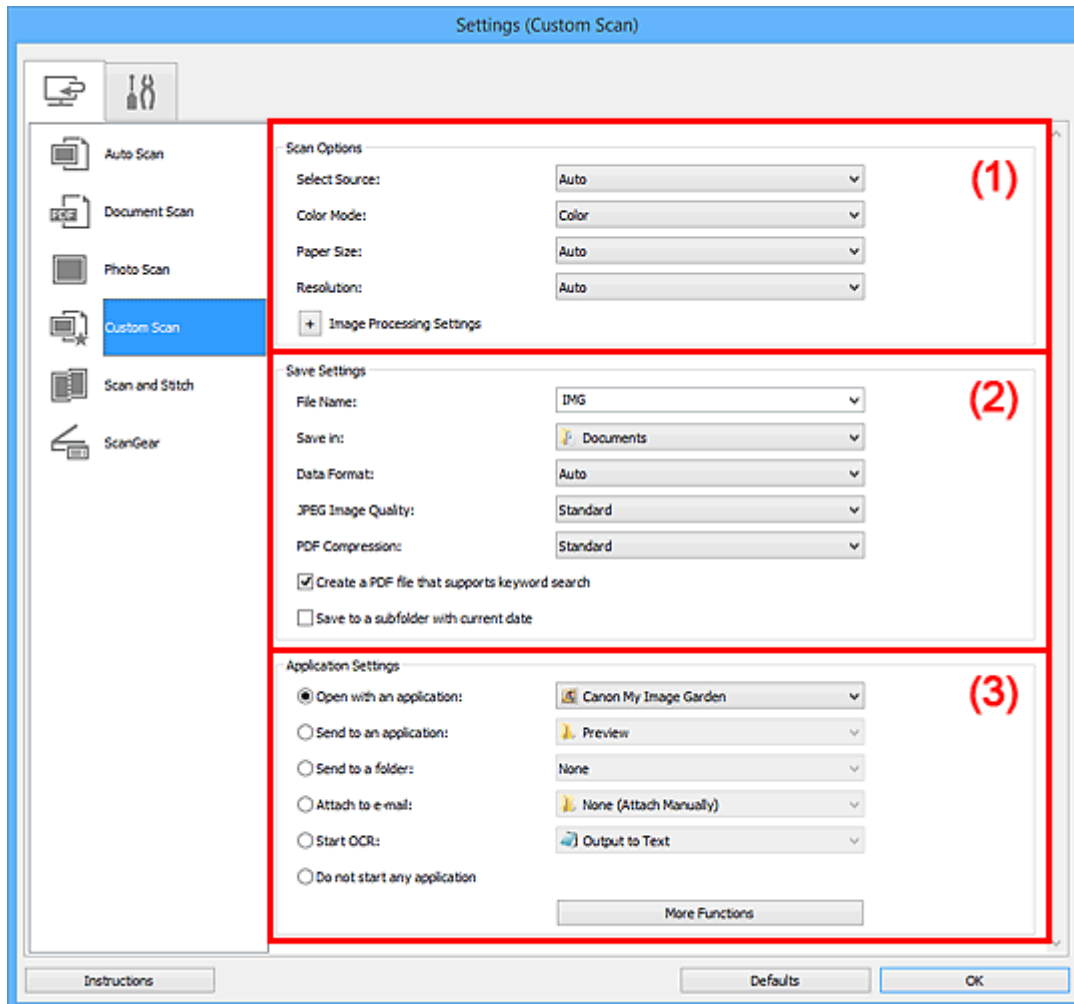 Settings (Custom Scan)
Auto Scan
Document Scan
PDF
Photo Scan
Custom Scan
Scan and Stitch
ScanGear
Scan Options
(1)
Select Source: Auto
Color Mode: Color
Paper Size: Auto
Resolution: Auto
+ Image Processing Settings
Save Settings
(2)
File Name: IMG
Save in: Documents
Data Format: Auto
JPEG Image Quality: Standard
PDF Compression: Standard
Create a PDF file that supports keyword search
Save to a subfolder with current date
Application Settings
(3)
Open with an application: Canon My Image Garden
Send to an application: Preview
Send to a folder: None
Attach to e-mail: None (Attach Manually)
Start OCR: Output to Text
Do not start any application
More Functions
Instructions Defaults OK